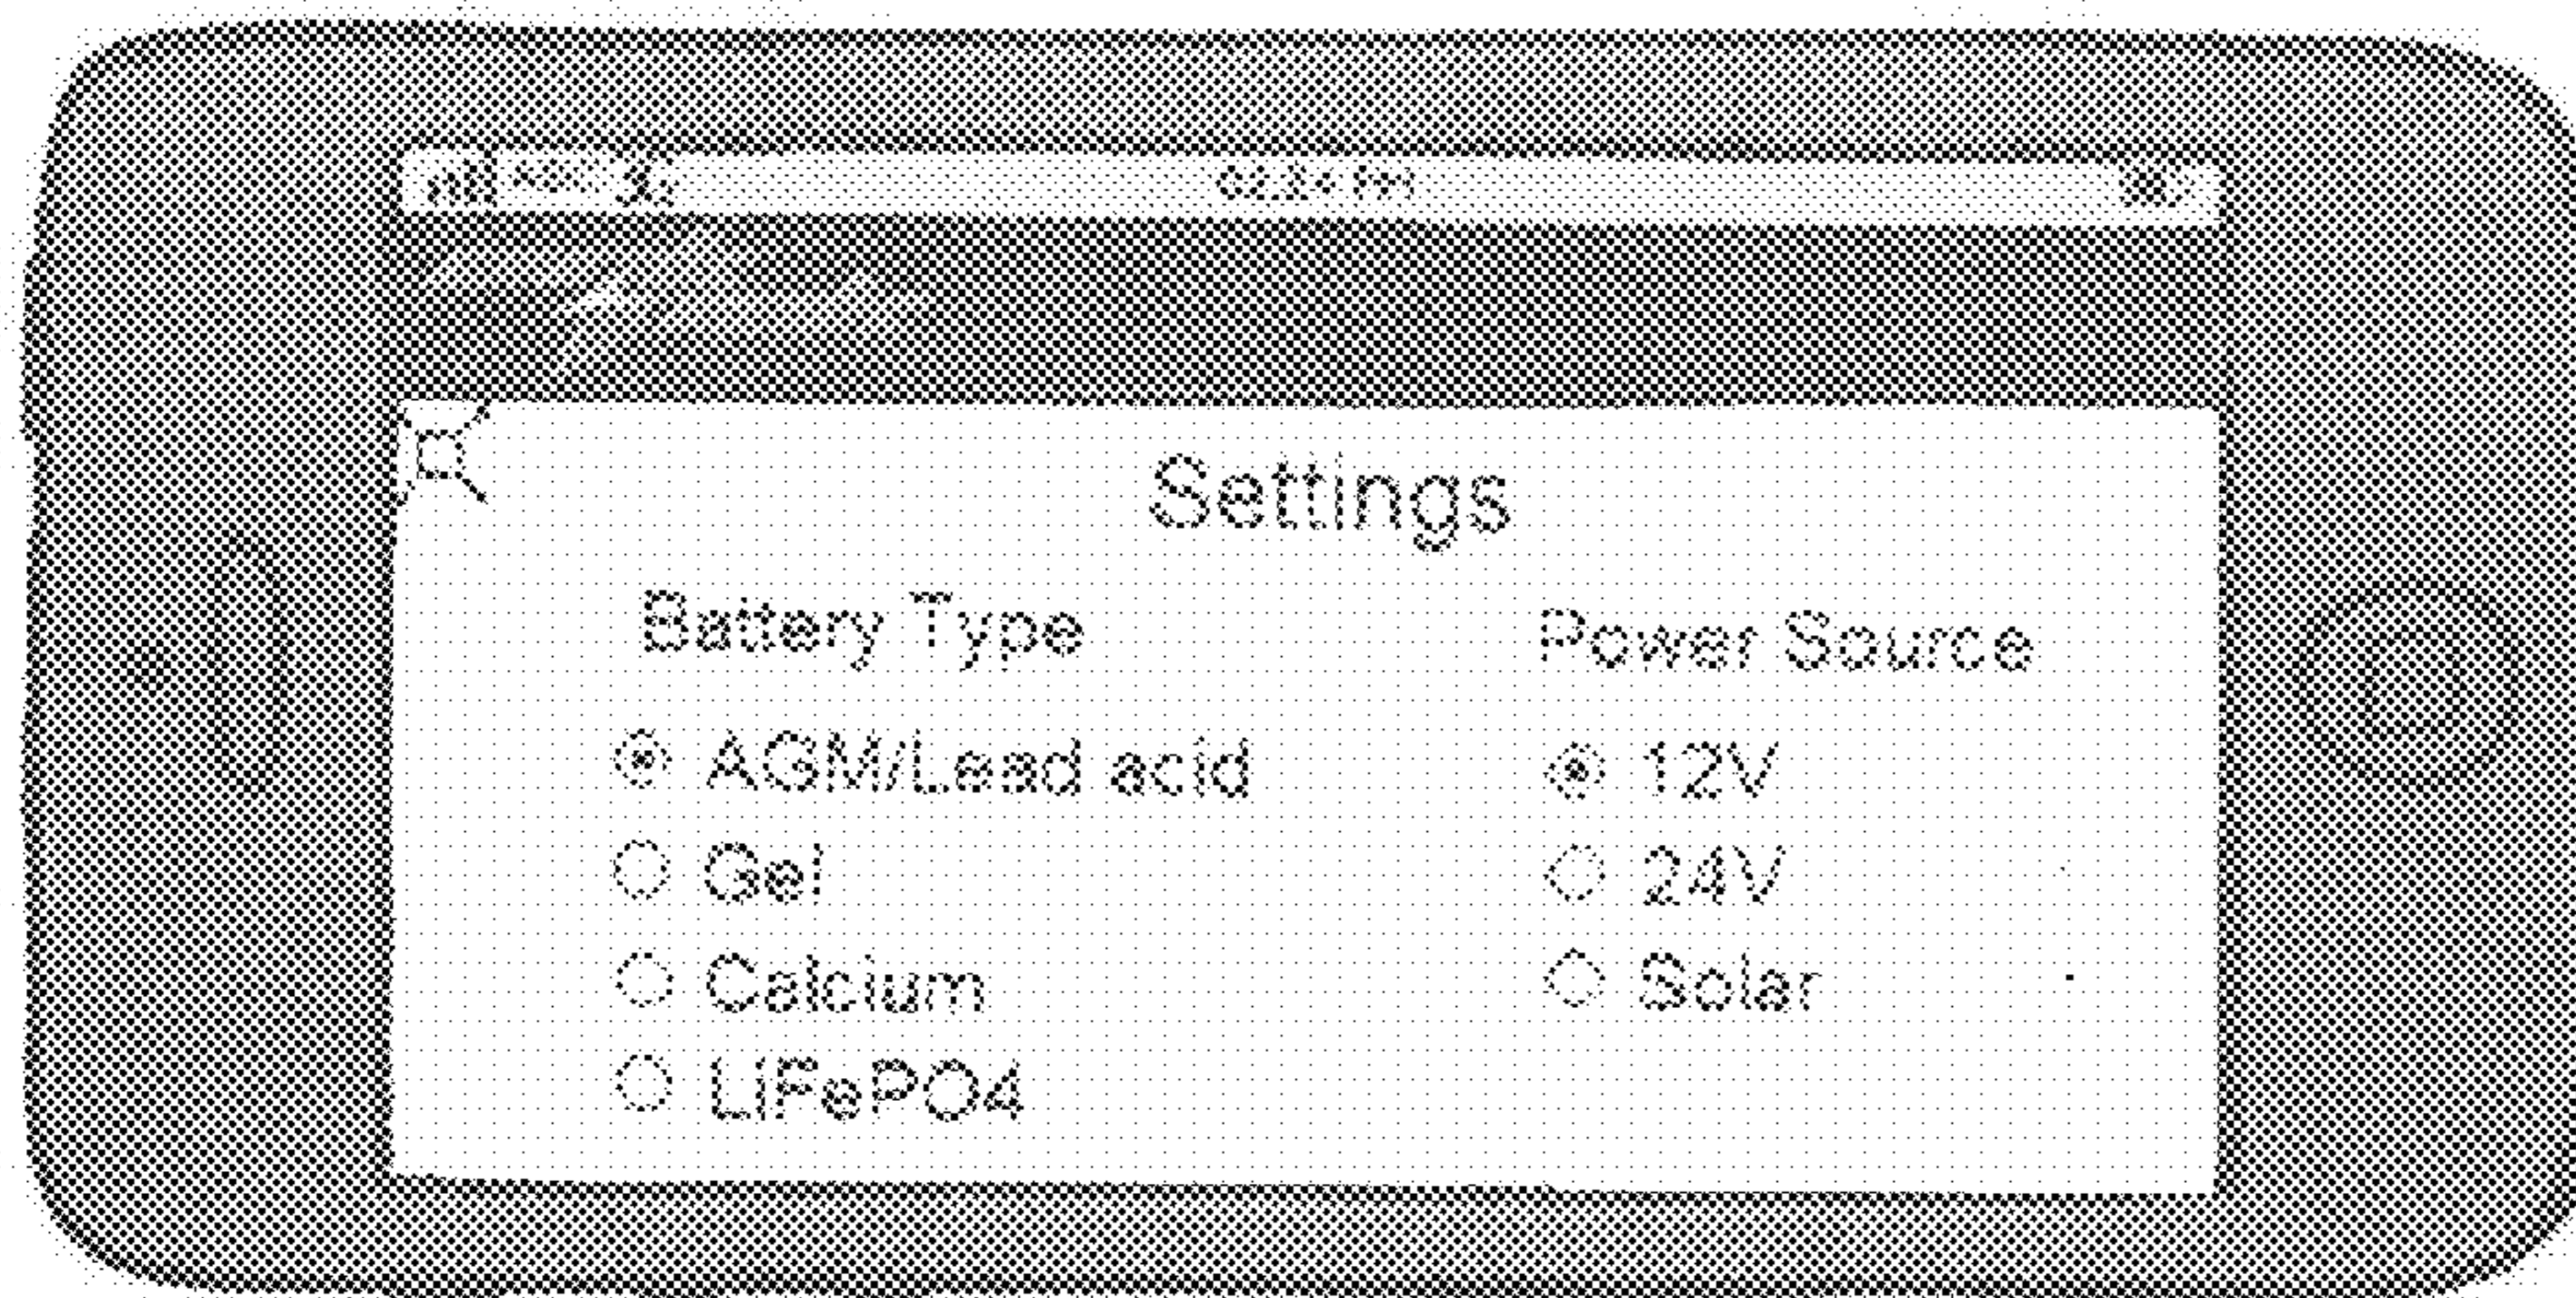 Settings
Battery Type
Power Source
AGM/Lead acid
12V
Gel
24V
Calcium
Solar
LiFePO4